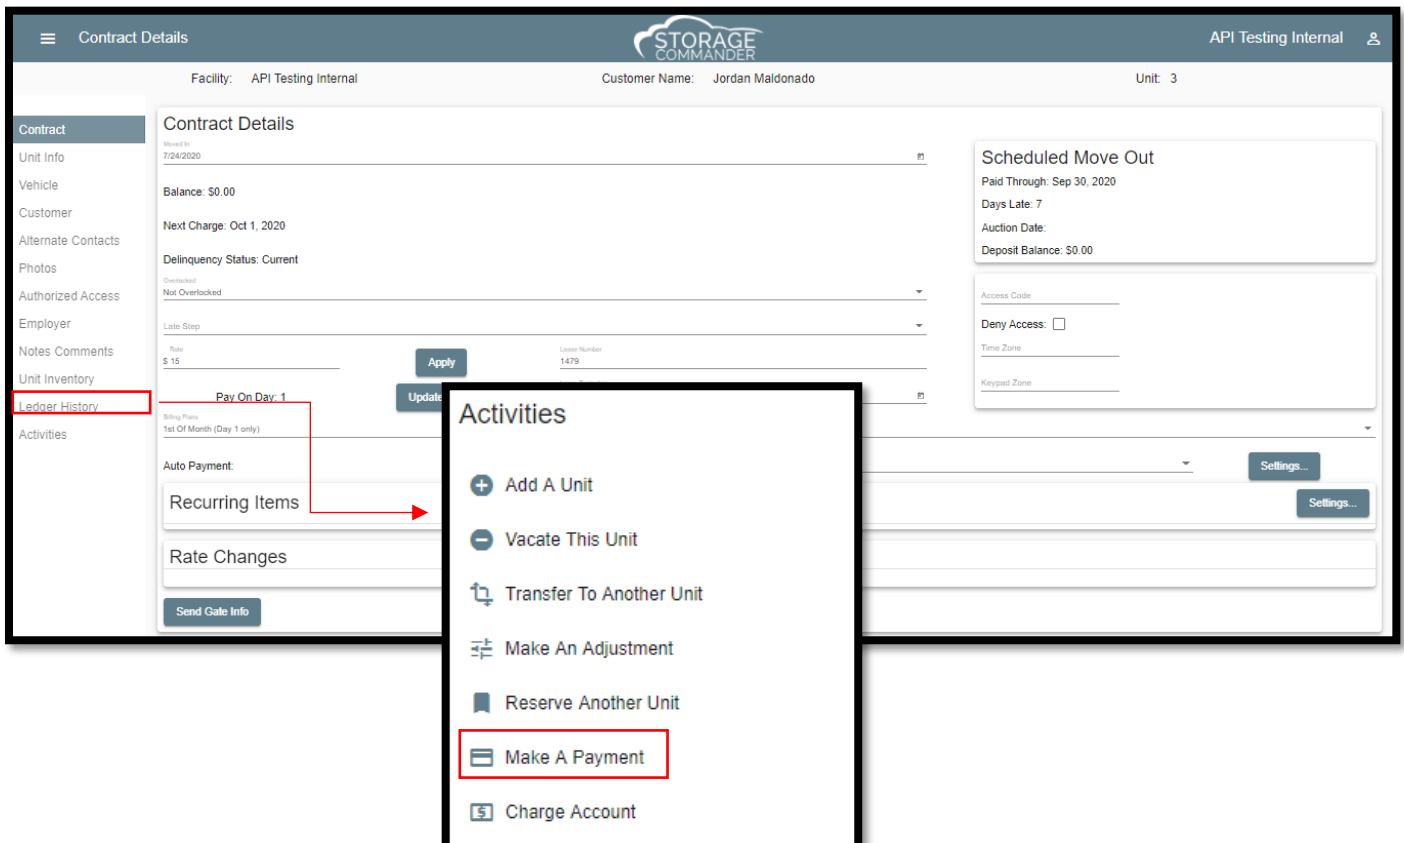 Contract Details
STORAGE
COMMANDER
API Testing Internal
Facility: API Testing Internal
Customer Name: Jordan Maldonado
Unit: 3
Contract
Unit Info
Vehicle
Customer
Alternate Contacts
Photos
Authorized Access
Employer
Notes Comments
Unit Inventory
Ledger History
Activities
Contract Details
Moved In
7/24/2020
Balance: $0.00
Next Charge: Oct 1, 2020
Delinquency Status: Current
Overlocked
Not Overlocked
Late Step
Rate
$ 15
Apply
Lease Number
1479
Pay On Day: 1
Update
Billing Plans
1st Of Month (Day 1 only)
Auto Payment:
Settings...
Recurring Items
Settings...
Rate Changes
Send Gate Info
Scheduled Move Out
Paid Through: Sep 30, 2020
Days Late: 7
Auction Date:
Deposit Balance: $0.00
Access Code
Deny Access:
Time Zone
Keypad Zone
Activities
Add A Unit
Vacate This Unit
Transfer To Another Unit
Make An Adjustment
Reserve Another Unit
Make A Payment
Charge Account